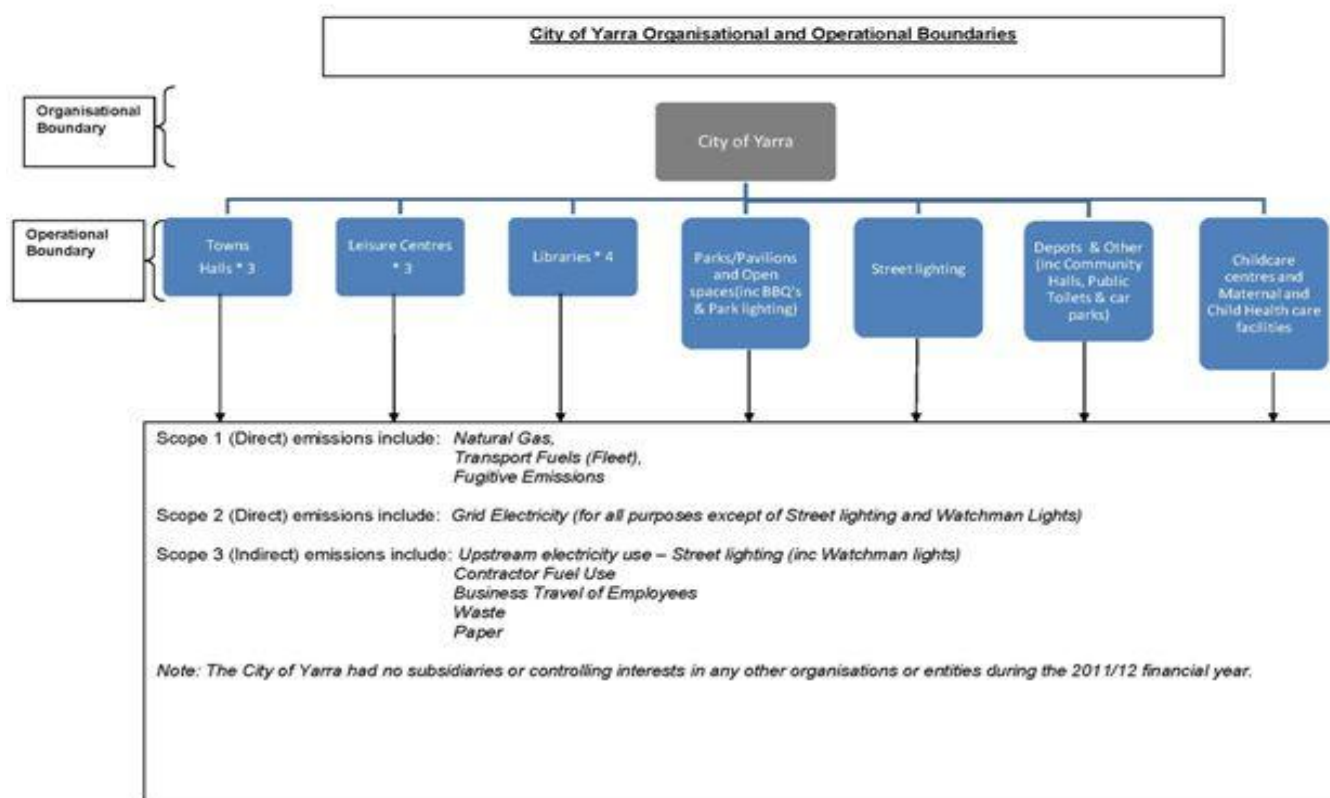 City of Yarra Organisational and Operational Boundaries
Organisational
Boundary
City of Yarra
Operational
Boundary
Towns
Halls * 3
Leisure Centres
* 3
Libraries * 4
Parks/Pavilions
and Open
spaces(inc BBQ's
& Park lighting)
Street lighting
Depots & Other
(inc Community
Halls, Public
Toilets & car
parks)
Childcare
centres and
Maternal and
Child Health care
facilities
Scope 1 (Direct) emissions include: Natural Gas,
Transport Fuels (Fleet),
Fugitive Emissions
Scope 2 (Direct) emissions include: Grid Electricity (for all purposes except of Street lighting and Watchman Lights)
Scope 3 (Indirect) emissions include: Upstream electricity use – Street lighting (inc Watchman lights)
Contractor Fuel Use
Business Travel of Employees
Waste
Paper
Note: The City of Yarra had no subsidiaries or controlling interests in any other organisations or entities during the 2011/12 financial year.